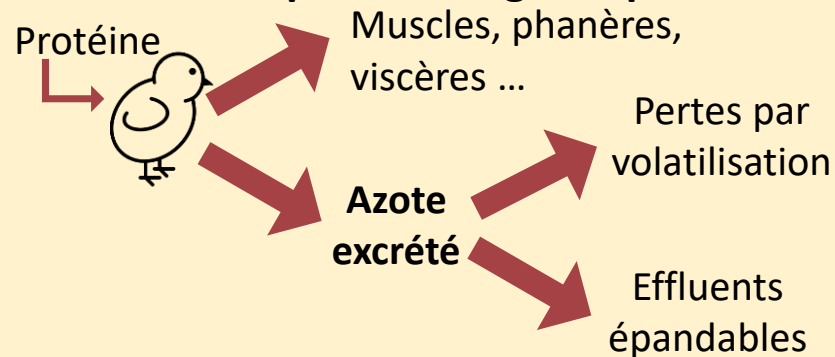 Protéine
Muscles, phanères,
viscères ...
Pertes par
volatilisation
Azote
excrété
Effluents
épandables